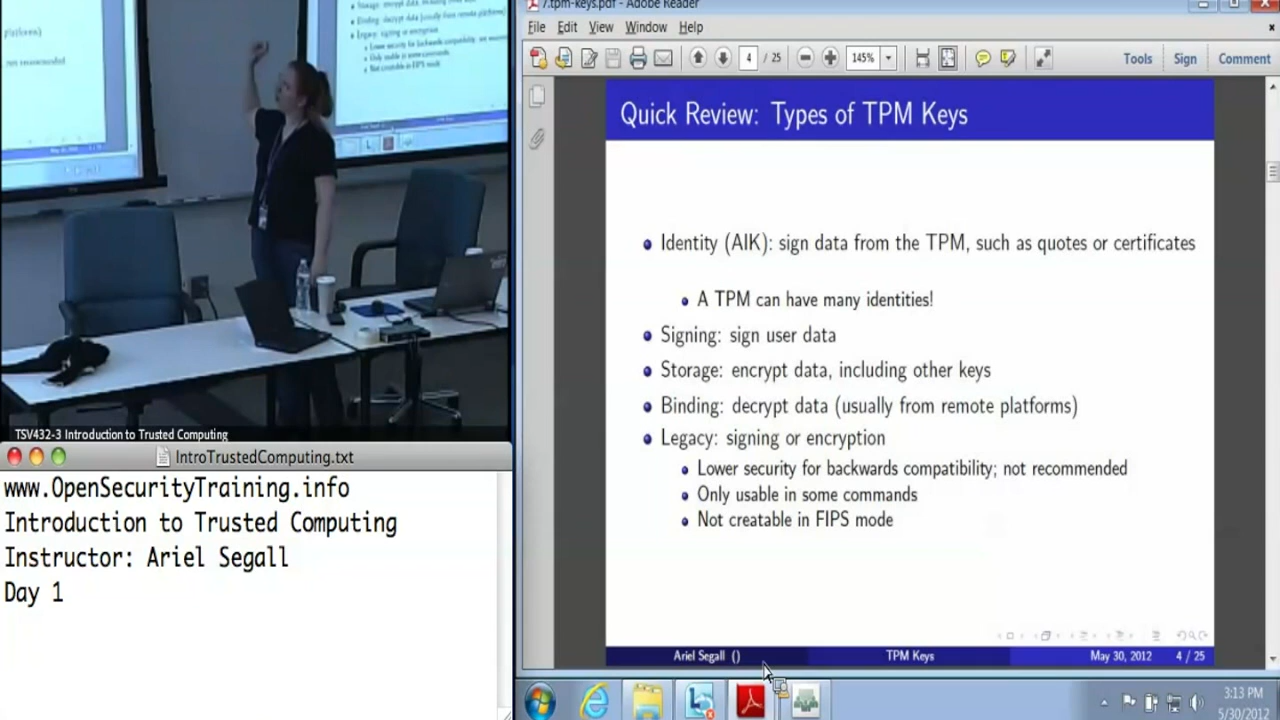 TSV432-3 Introduction to Trusted Computing
IntroTrustedComputing.txt
www.OpenSecurityTraining.info
Introduction to Trusted Computing
Instructor: Ariel Segall
Day 1
7.tpm-keys.pdf - Adobe Reader
File Edit View Window Help
x
4 / 25 145% Tools Sign Comment
Quick Review: Types of TPM Keys
Identity (AIK): sign data from the TPM, such as quotes or certificates
A TPM can have many identities!
Signing: sign user data
Storage: encrypt data, including other keys
Binding: decrypt data (usually from remote platforms)
Legacy: signing or encryption
Lower security for backwards compatibility; not recommended
Only usable in some commands
Not creatable in FIPS mode
Ariel Segall () TPM Keys May 30, 2012 4 / 25
3:13 PM
5/30/2012